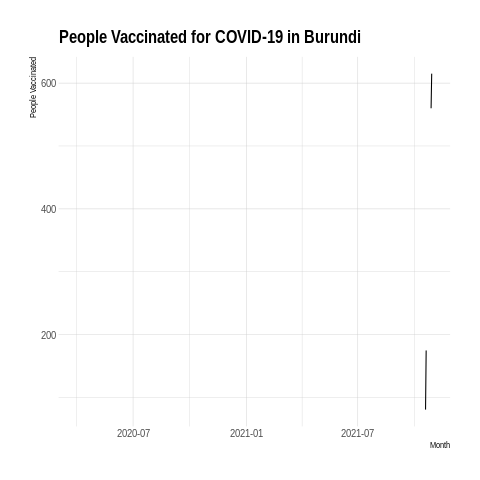 People Vaccinated for COVID-19 in Burundi
People Vaccinated
600
400
200
2020-07
2021-01
2021-07
Month